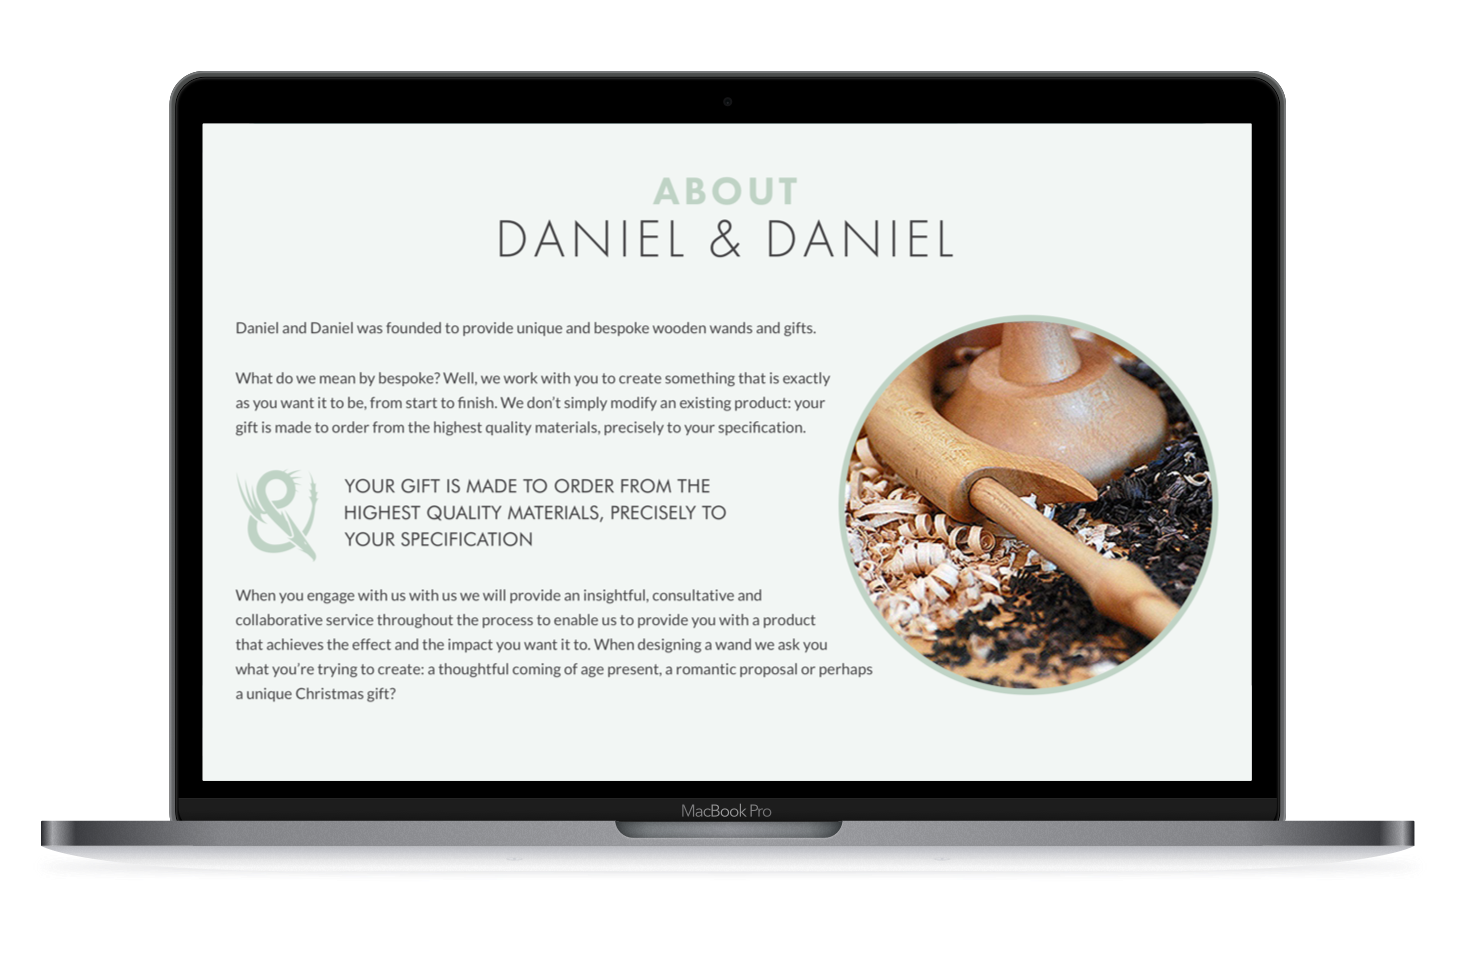 ABOUT
DANIEL & DANIEL
Daniel and Daniel was founded to provide unique and bespoke wooden wands and gifts.
What do we mean by bespoke? Well, we work with you to create something that is exactly
as you want it to be, from start to finish. We don't simply modify an existing product: your
gift is made to order from the highest quality materials, precisely to your specification.
&
YOUR GIFT IS MADE TO ORDER FROM THE
HIGHEST QUALITY MATERIALS, PRECISELY TO
YOUR SPECIFICATION
When you engage with us with us we will provide an insightful, consultative and
collaborative service throughout the process to enable us to provide you with a product
that achieves the effect and the impact you want it to. When designing a wand we ask you
what you're trying to create: a thoughtful coming of age present, a romantic proposal or perhaps
a unique Christmas gift?
MacBook Pro